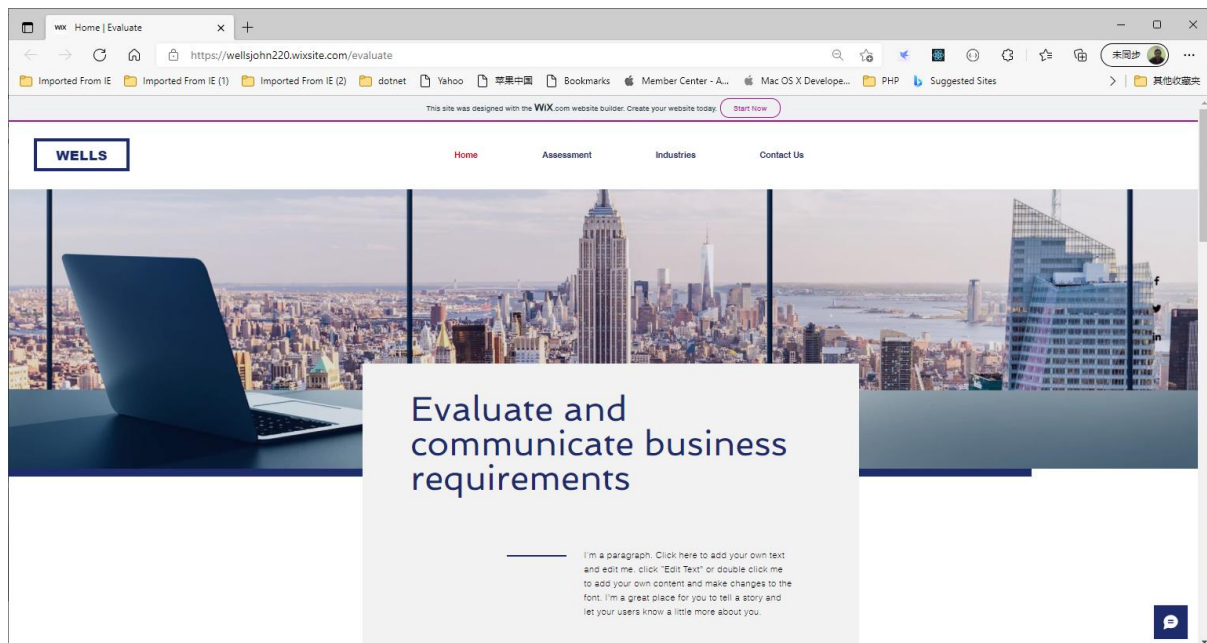 WiX Home | Evaluate
https://wellsjohn220.wixsite.com/evaluate
未同步
Imported From IE Imported From IE (1) Imported From IE (2) dotnet Yahoo 苹果中国 Bookmarks Member Center - A... Mac OS X Develope... PHP Suggested Sites 其他收藏夹
This site was designed with the WiX.com website builder. Create your website today. Start Now
WELLS Home Assessment Industries Contact Us
Evaluate and
communicate business
requirements
I'm a paragraph. Click here to add your own text
and edit me. click "Edit Text" or double click me
to add your own content and make changes to the
font. I'm a great place for you to tell a story and
let your users know a little more about you.